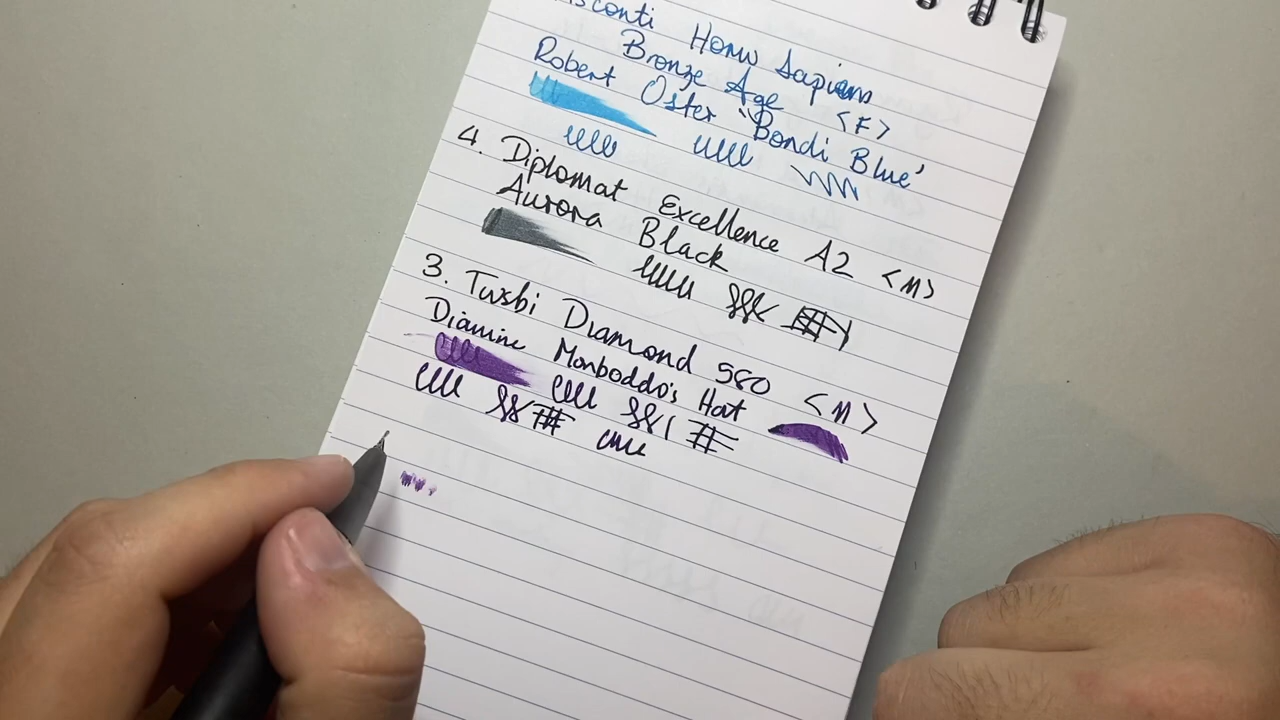 Homo Sapiens
Bronze Age <F>
Robert Oster 'Bondi Blue'
4. Diplomat Excellence A2 <M>
Aurora Black
3. Twsbi Diamond 580 <M>
Diamine Monboddo's Hat